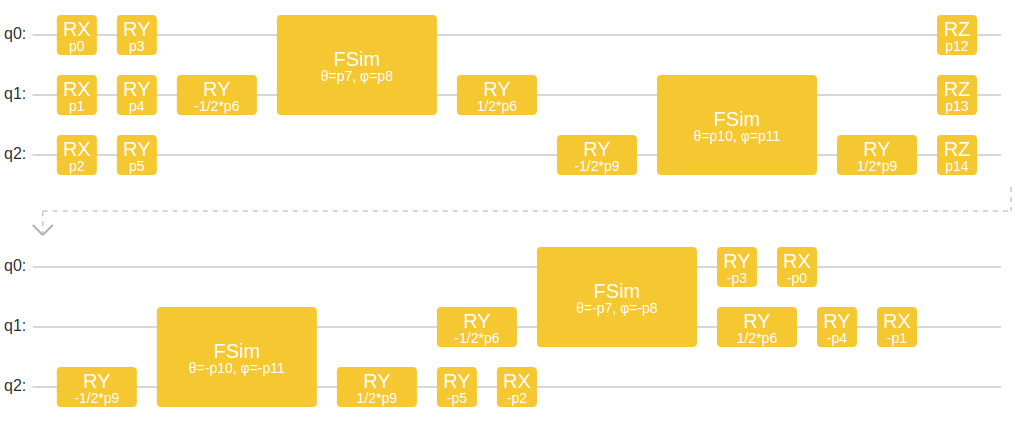 q0: RX RY FSim RZ
p0 p3 θ=p7, φ=p8 p12
q1: RX RY RY RY FSim RZ
p1 p4 -1/2*p6 1/2*p6 θ=p10, φ=p11 p13
q2: RX RY RY RY RZ
p2 p5 -1/2*p9 1/2*p9 p14
q0: FSim RY RX
θ=-p7, φ=-p8 -p3 -p0
q1: FSim RY RY RY RX
θ=-p10, φ=-p11 -1/2*p6 1/2*p6 -p4 -p1
q2: RY RY RY RX
-1/2*p9 1/2*p9 -p5 -p2